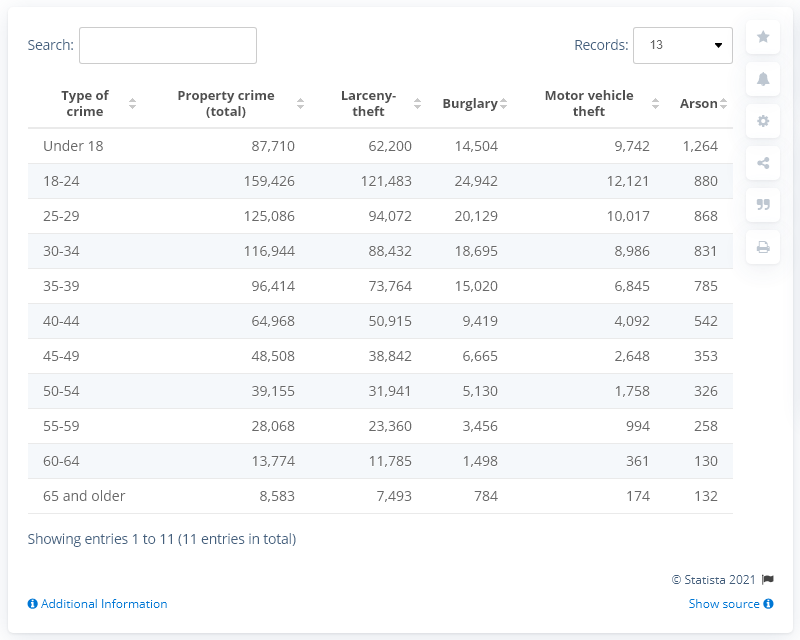 Search:
Records: 13
Type of crime Property crime (total) Larceny-theft Burglary Motor vehicle theft Arson
Under 18 87,710 62,200 14,504 9,742 1,264
18-24 159,426 121,483 24,942 12,121 880
25-29 125,086 94,072 20,129 10,017 868
30-34 116,944 88,432 18,695 8,986 831
35-39 96,414 73,764 15,020 6,845 785
40-44 64,968 50,915 9,419 4,092 542
45-49 48,508 38,842 6,665 2,648 353
50-54 39,155 31,941 5,130 1,758 326
55-59 28,068 23,360 3,456 994 258
60-64 13,774 11,785 1,498 361 130
65 and older 8,583 7,493 784 174 132
Showing entries 1 to 11 (11 entries in total)
© Statista 2021
Additional Information
Show source